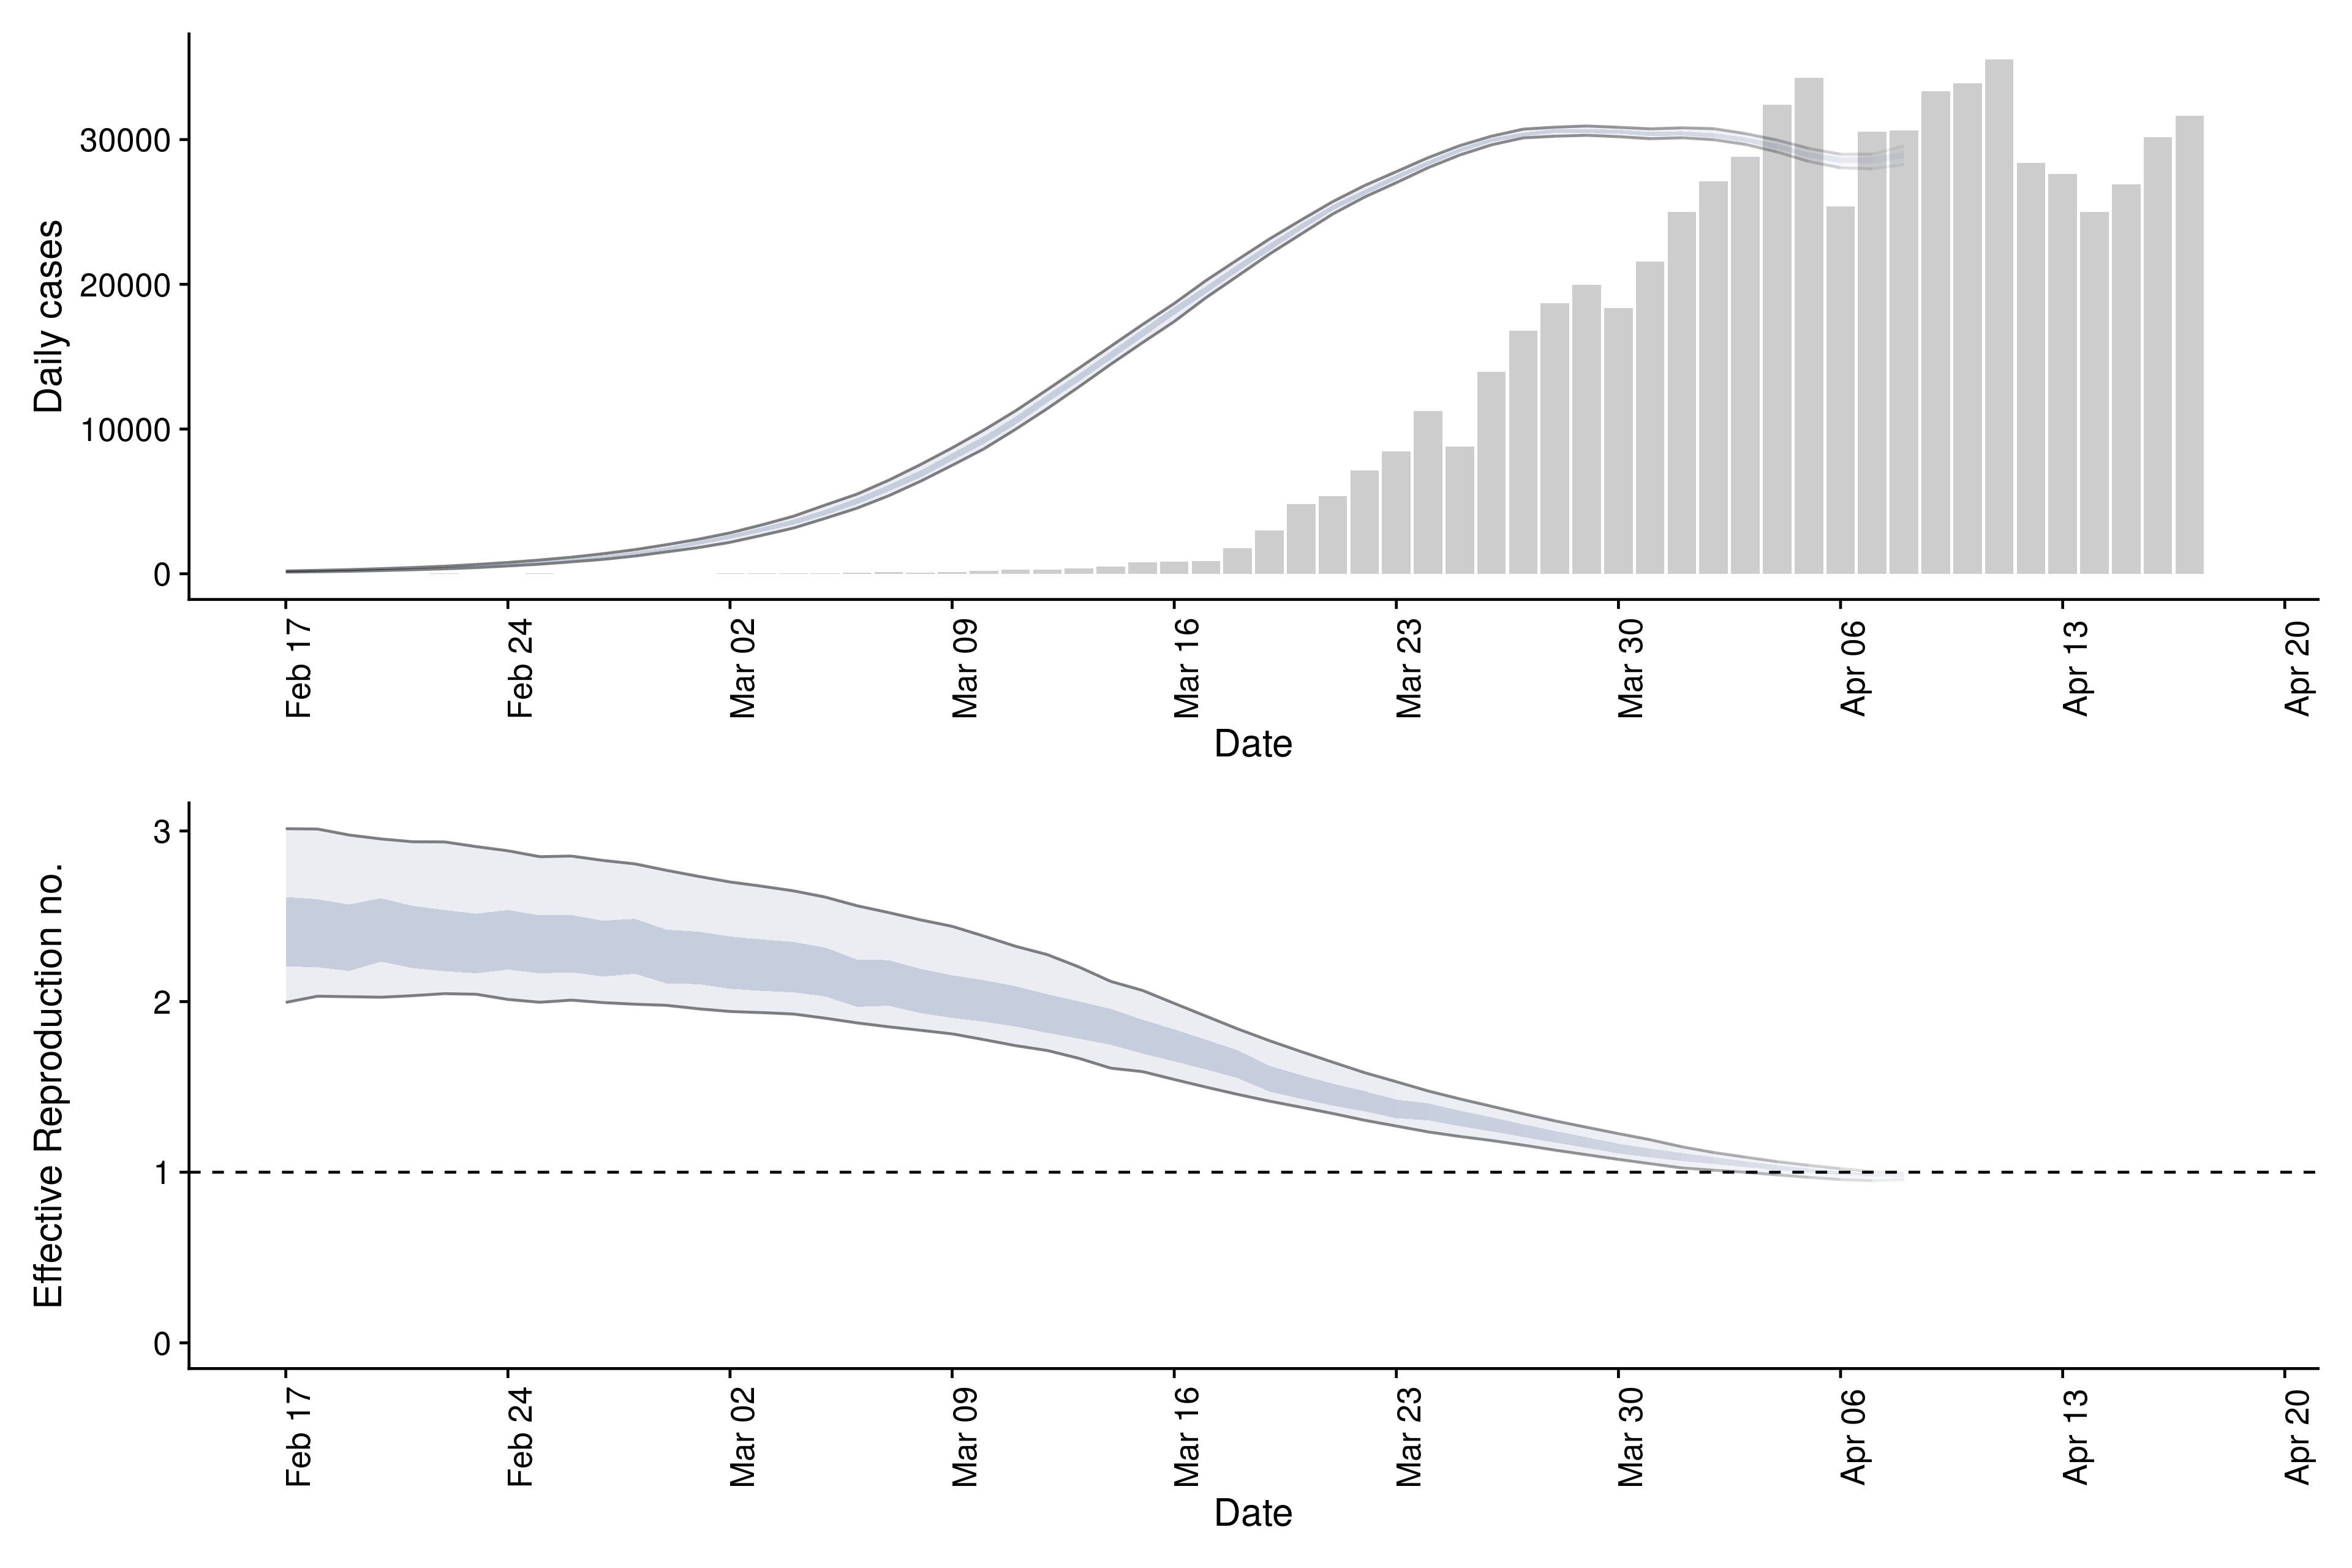 Daily cases
30000
20000
10000
0
Feb 17
Feb 24
Mar 02
Mar 09
Mar 16
Mar 23
Mar 30
Apr 06
Apr 13
Apr 20
Date
Effective Reproduction no.
3
2
1
0
Feb 17
Feb 24
Mar 02
Mar 09
Mar 16
Mar 23
Mar 30
Apr 06
Apr 13
Apr 20
Date